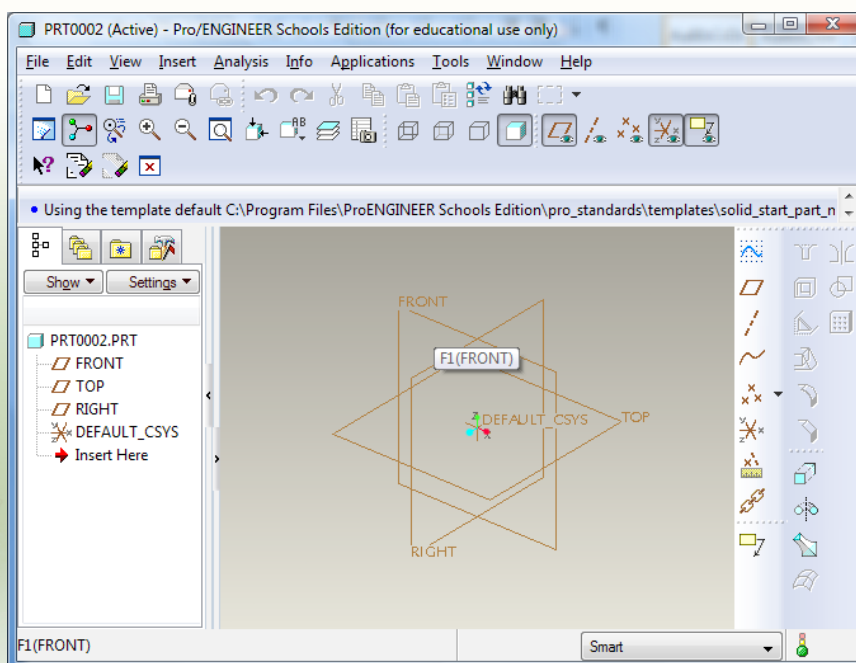 PRT0002 (Active) - Pro/ENGINEER Schools Edition (for educational use only)
File Edit View Insert Analysis Info Applications Tools Window Help
• Using the template default C:\Program Files\ProENGINEER Schools Edition\pro_standards\templates\solid_start_part_n
Show Settings
PRT0002.PRT
FRONT
TOP
RIGHT
DEFAULT_CSYS
Insert Here
FRONT
F1(FRONT)
Z
DEFAULT_CSYS
TOP
X
RIGHT
F1(FRONT)
Smart